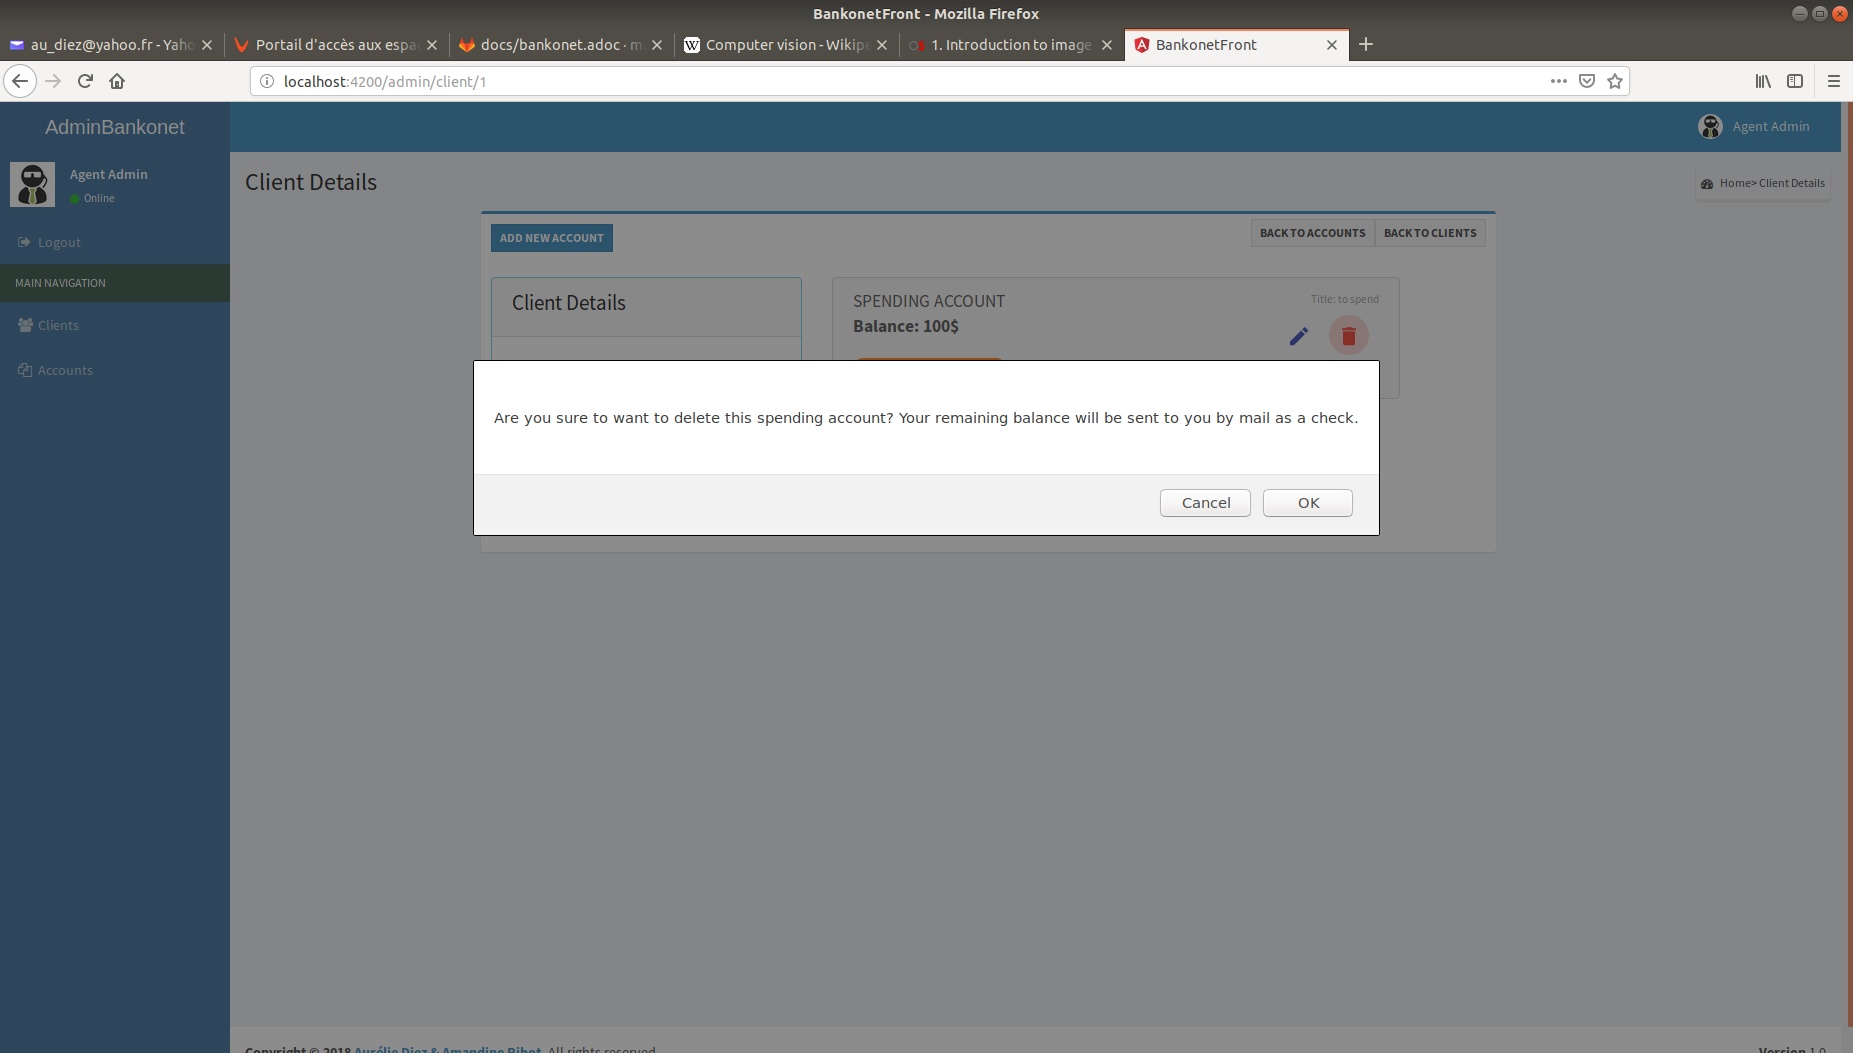 BankonetFront - Mozilla Firefox
au_diez@yahoo.fr - Yaho
Portail d'accès aux espa
docs/bankonet.adoc · m
Computer vision - Wikipe
1. Introduction to image
BankonetFront
localhost:4200/admin/client/1
AdminBankonet
Agent Admin
Agent Admin
Online
Client Details
Home> Client Details
Logout
MAIN NAVIGATION
Clients
Accounts
ADD NEW ACCOUNT
BACK TO ACCOUNTS
BACK TO CLIENTS
Client Details
SPENDING ACCOUNT
Title: to spend
Balance: 100$
Are you sure to want to delete this spending account? Your remaining balance will be sent to you by mail as a check.
Cancel
OK
Copyright © 2018 Aurélie Diez & Amandine Bibet. All rights reserved.
Version 1.0